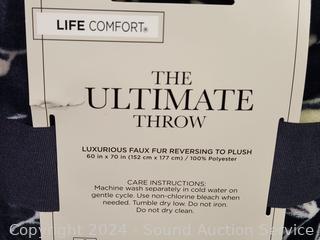 LIFE COMFORT®
THE
ULTIMATE
THROW
LUXURIOUS FAUX FUR REVERSING TO PLUSH
60 in x 70 in (152 cm x 177 cm) / 100% Polyester
CARE INSTRUCTIONS:
Machine wash separately in cold water on
gentle cycle. Use non-chlorine bleach when
needed. Tumble dry low. Do not iron.
Do not dry clean.
Copyright 2024 - Sound Auction Service